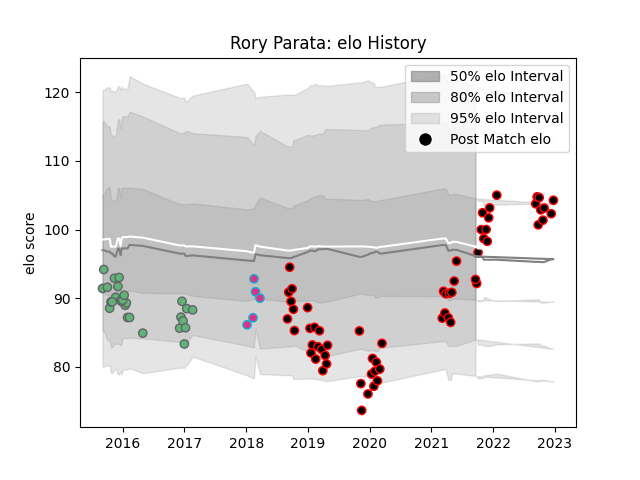 Rory Parata: elo History
50% elo Interval
80% elo Interval
95% elo Interval
Post Match elo
elo score
120
110
100
90
80
2016 2017 2018 2019 2020 2021 2022 2023